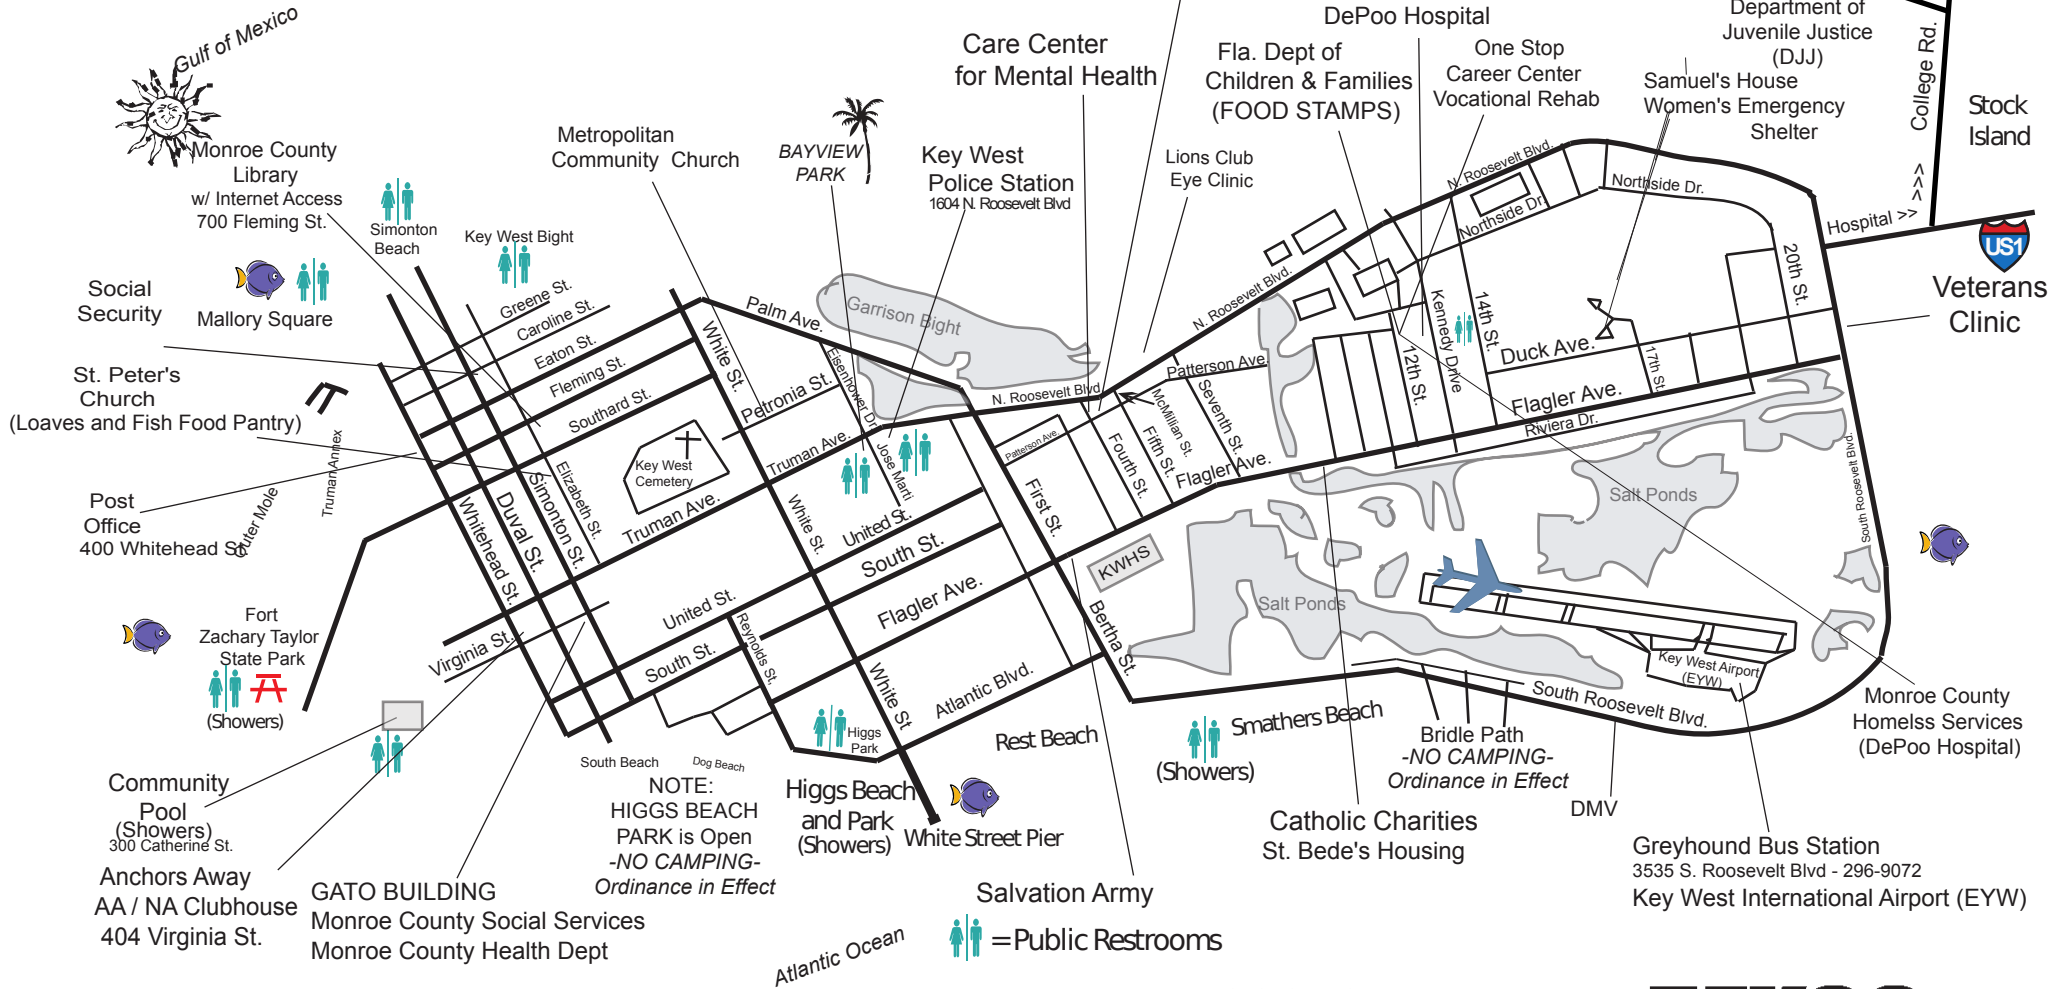 Gulf of Mexico
Monroe County
Library
w/ Internet Access
700 Fleming St.
Simonton
Beach
Key West Bight
Mallory Square
Social
Security
St. Peter's
Church
(Loaves and Fish Food Pantry)
Post
Office
400 Whitehead St.
Outer Mole
Truman Annex
Fort
Zachary Taylor
State Park
(Showers)
Community
Pool
(Showers)
300 Catherine St.
Anchors Away
AA / NA Clubhouse
404 Virginia St.
GATO BUILDING
Monroe County Social Services
Monroe County Health Dept
Metropolitan
Community Church
BAYVIEW
PARK
Key West
Police Station
1604 N. Roosevelt Blvd
Care Center
for Mental Health
Lions Club
Eye Clinic
Fla. Dept of
Children & Families
(FOOD STAMPS)
DePoo Hospital
One Stop
Career Center
Vocational Rehab
Department of
Juvenile Justice
(DJJ)
Samuel's House
Women's Emergency
Shelter
College Rd.
>>>
Stock
Island
Hospital >>
US1
Veterans
Clinic
Greene St.
Caroline St.
Eaton St.
Fleming St.
Southard St.
Key West
Cemetery
Elizabeth St.
Simonton St.
Duval St.
Whitehead St.
Virginia St.
Truman Ave.
United St.
South St.
Reynolds St.
White St.
Petronia St.
Truman Ave.
Palm Ave.
Eisenhower Dr.
Jose Marti
White St.
United St.
South St.
Flagler Ave.
White St
Atlantic Blvd.
Garrison Bight
N. Roosevelt Blvd
Patterson Ave
First St.
Fourth St.
Fifth St.
McMillian St.
Seventh St.
Patterson Ave.
Flagler Ave.
Bertha St.
KWHS
N. Roosevelt Blvd.
N. Roosevelt Blvd.
Northside Dr.
Northside Dr.
12th St.
Kennedy Drive
14th St.
Duck Ave.
17th St.
20th St.
Flagler Ave.
Riviera Dr.
South Roosevelt Blvd.
Salt Ponds
Salt Ponds
Key West Airport
(EYW)
South Roosevelt Blvd.
South Beach
Dog Beach
NOTE:
HIGGS BEACH
PARK is Open
-NO CAMPING-
Ordinance in Effect
Higgs
Park
Higgs Beach
and Park
(Showers)
White Street Pier
Rest Beach
Smathers Beach
(Showers)
Bridle Path
-NO CAMPING-
Ordinance in Effect
DMV
Monroe County
Homelss Services
(DePoo Hospital)
Catholic Charities
St. Bede's Housing
Greyhound Bus Station
3535 S. Roosevelt Blvd - 296-9072
Key West International Airport (EYW)
Salvation Army
= Public Restrooms
Atlantic Ocean